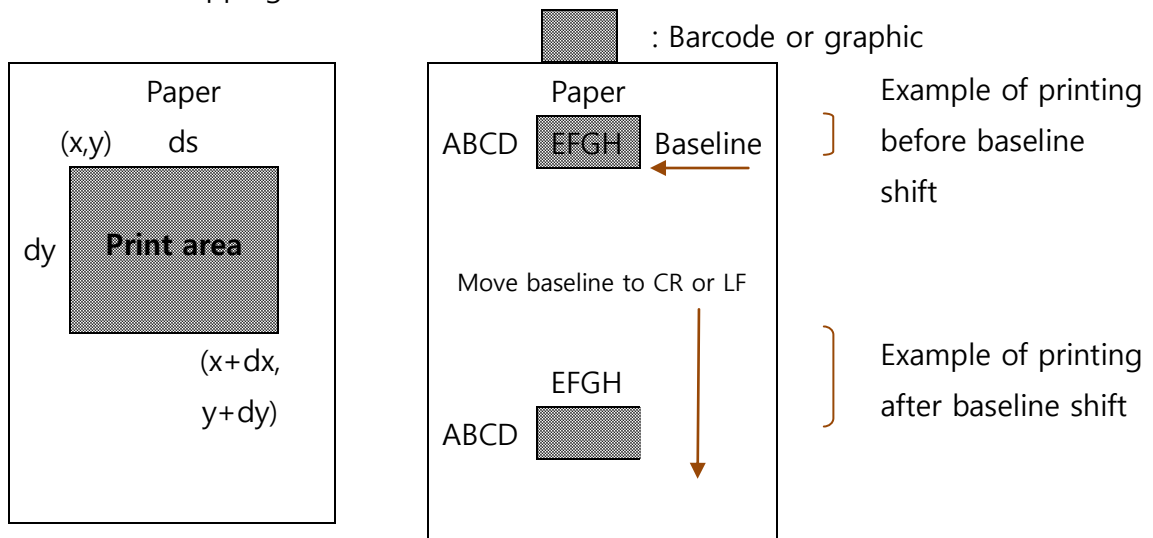 : Barcode or graphic
Paper
(x,y) ds
dy
Print area
(x+dx,
y+dy)
Paper
ABCD EFGH Baseline
Move baseline to CR or LF
EFGH
ABCD
Example of printing
before baseline
shift
Example of printing
after baseline shift